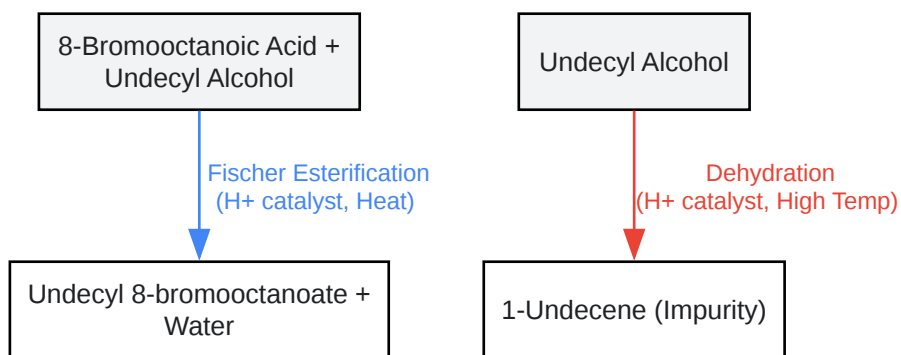 8-Bromooctanoic Acid +
Undecyl Alcohol
Undecyl Alcohol
Fischer Esterification
(H+ catalyst, Heat)
Dehydration
(H+ catalyst, High Temp)
Undecyl 8-bromooctanoate +
Water
1-Undecene (Impurity)